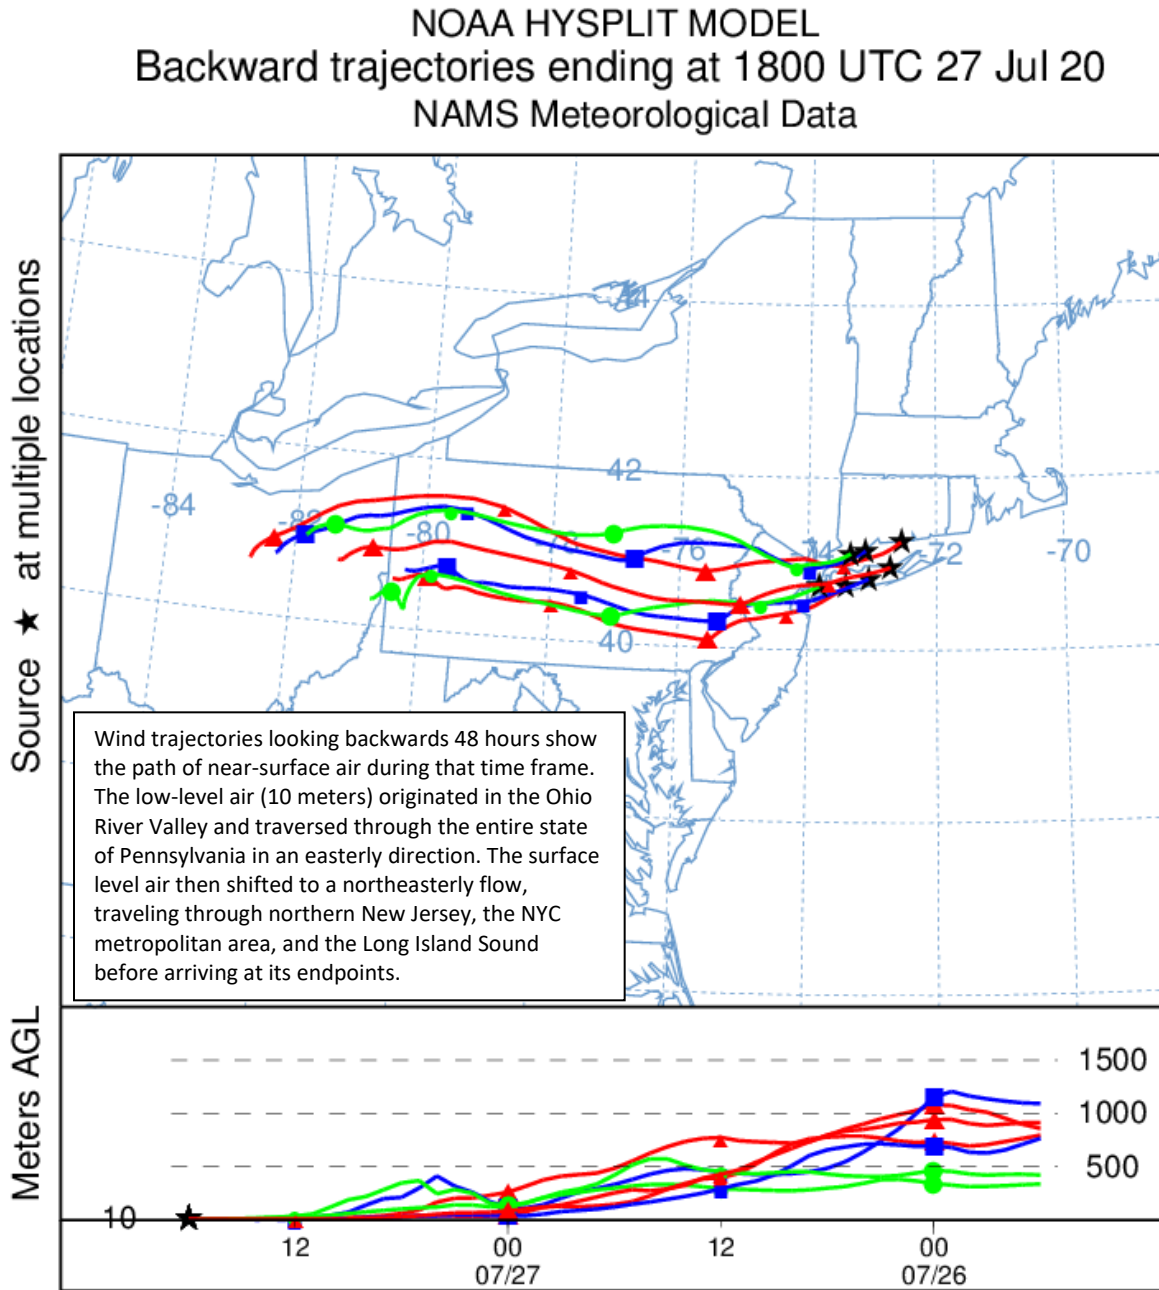 NOAA HYSPLIT MODEL
Backward trajectories ending at 1800 UTC 27 Jul 20
NAMS Meteorological Data
Source ★ at multiple locations
44
42
-84
-82
-80
-78
-76
-74
-72
-70
40
Wind trajectories looking backwards 48 hours show
the path of near-surface air during that time frame.
The low-level air (10 meters) originated in the Ohio
River Valley and traversed through the entire state
of Pennsylvania in an easterly direction. The surface
level air then shifted to a northeasterly flow,
traveling through northern New Jersey, the NYC
metropolitan area, and the Long Island Sound
before arriving at its endpoints.
Meters AGL
1500
1000
500
10
12 00 12 00
07/27 07/26